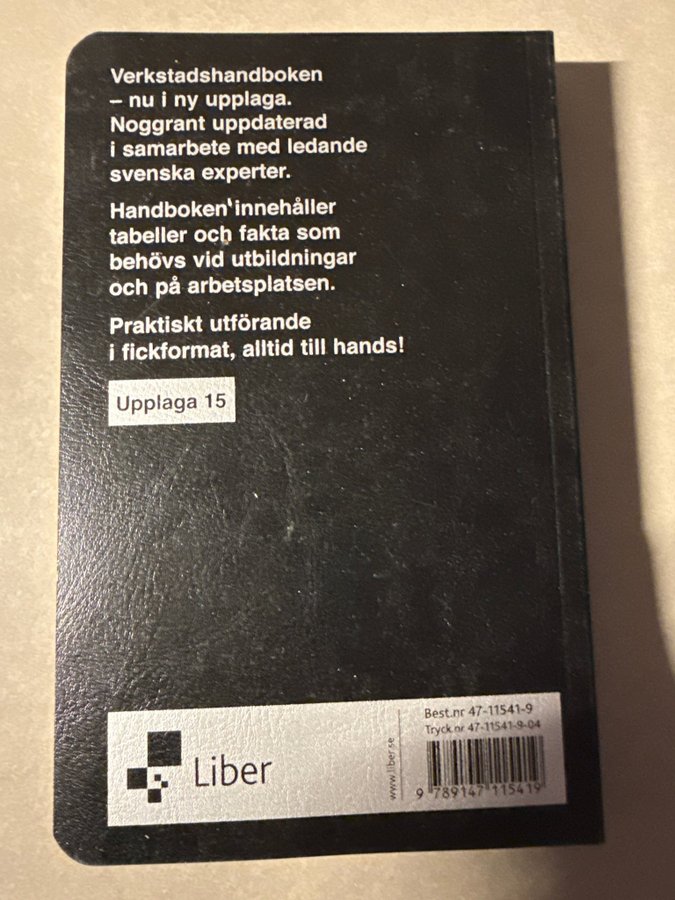 Verkstadshandboken
– nu i ny upplaga.
Noggrant uppdaterad
i samarbete med ledande
svenska experter.
Handboken innehåller
tabeller och fakta som
behövs vid utbildningar
och på arbetsplatsen.
Praktiskt utförande
i fickformat, alltid till hands!
Upplaga 15
Liber
www.liber.se
Best.nr 47-11541-9
Tryck nr 47-11541-9-04
9 789147 115419